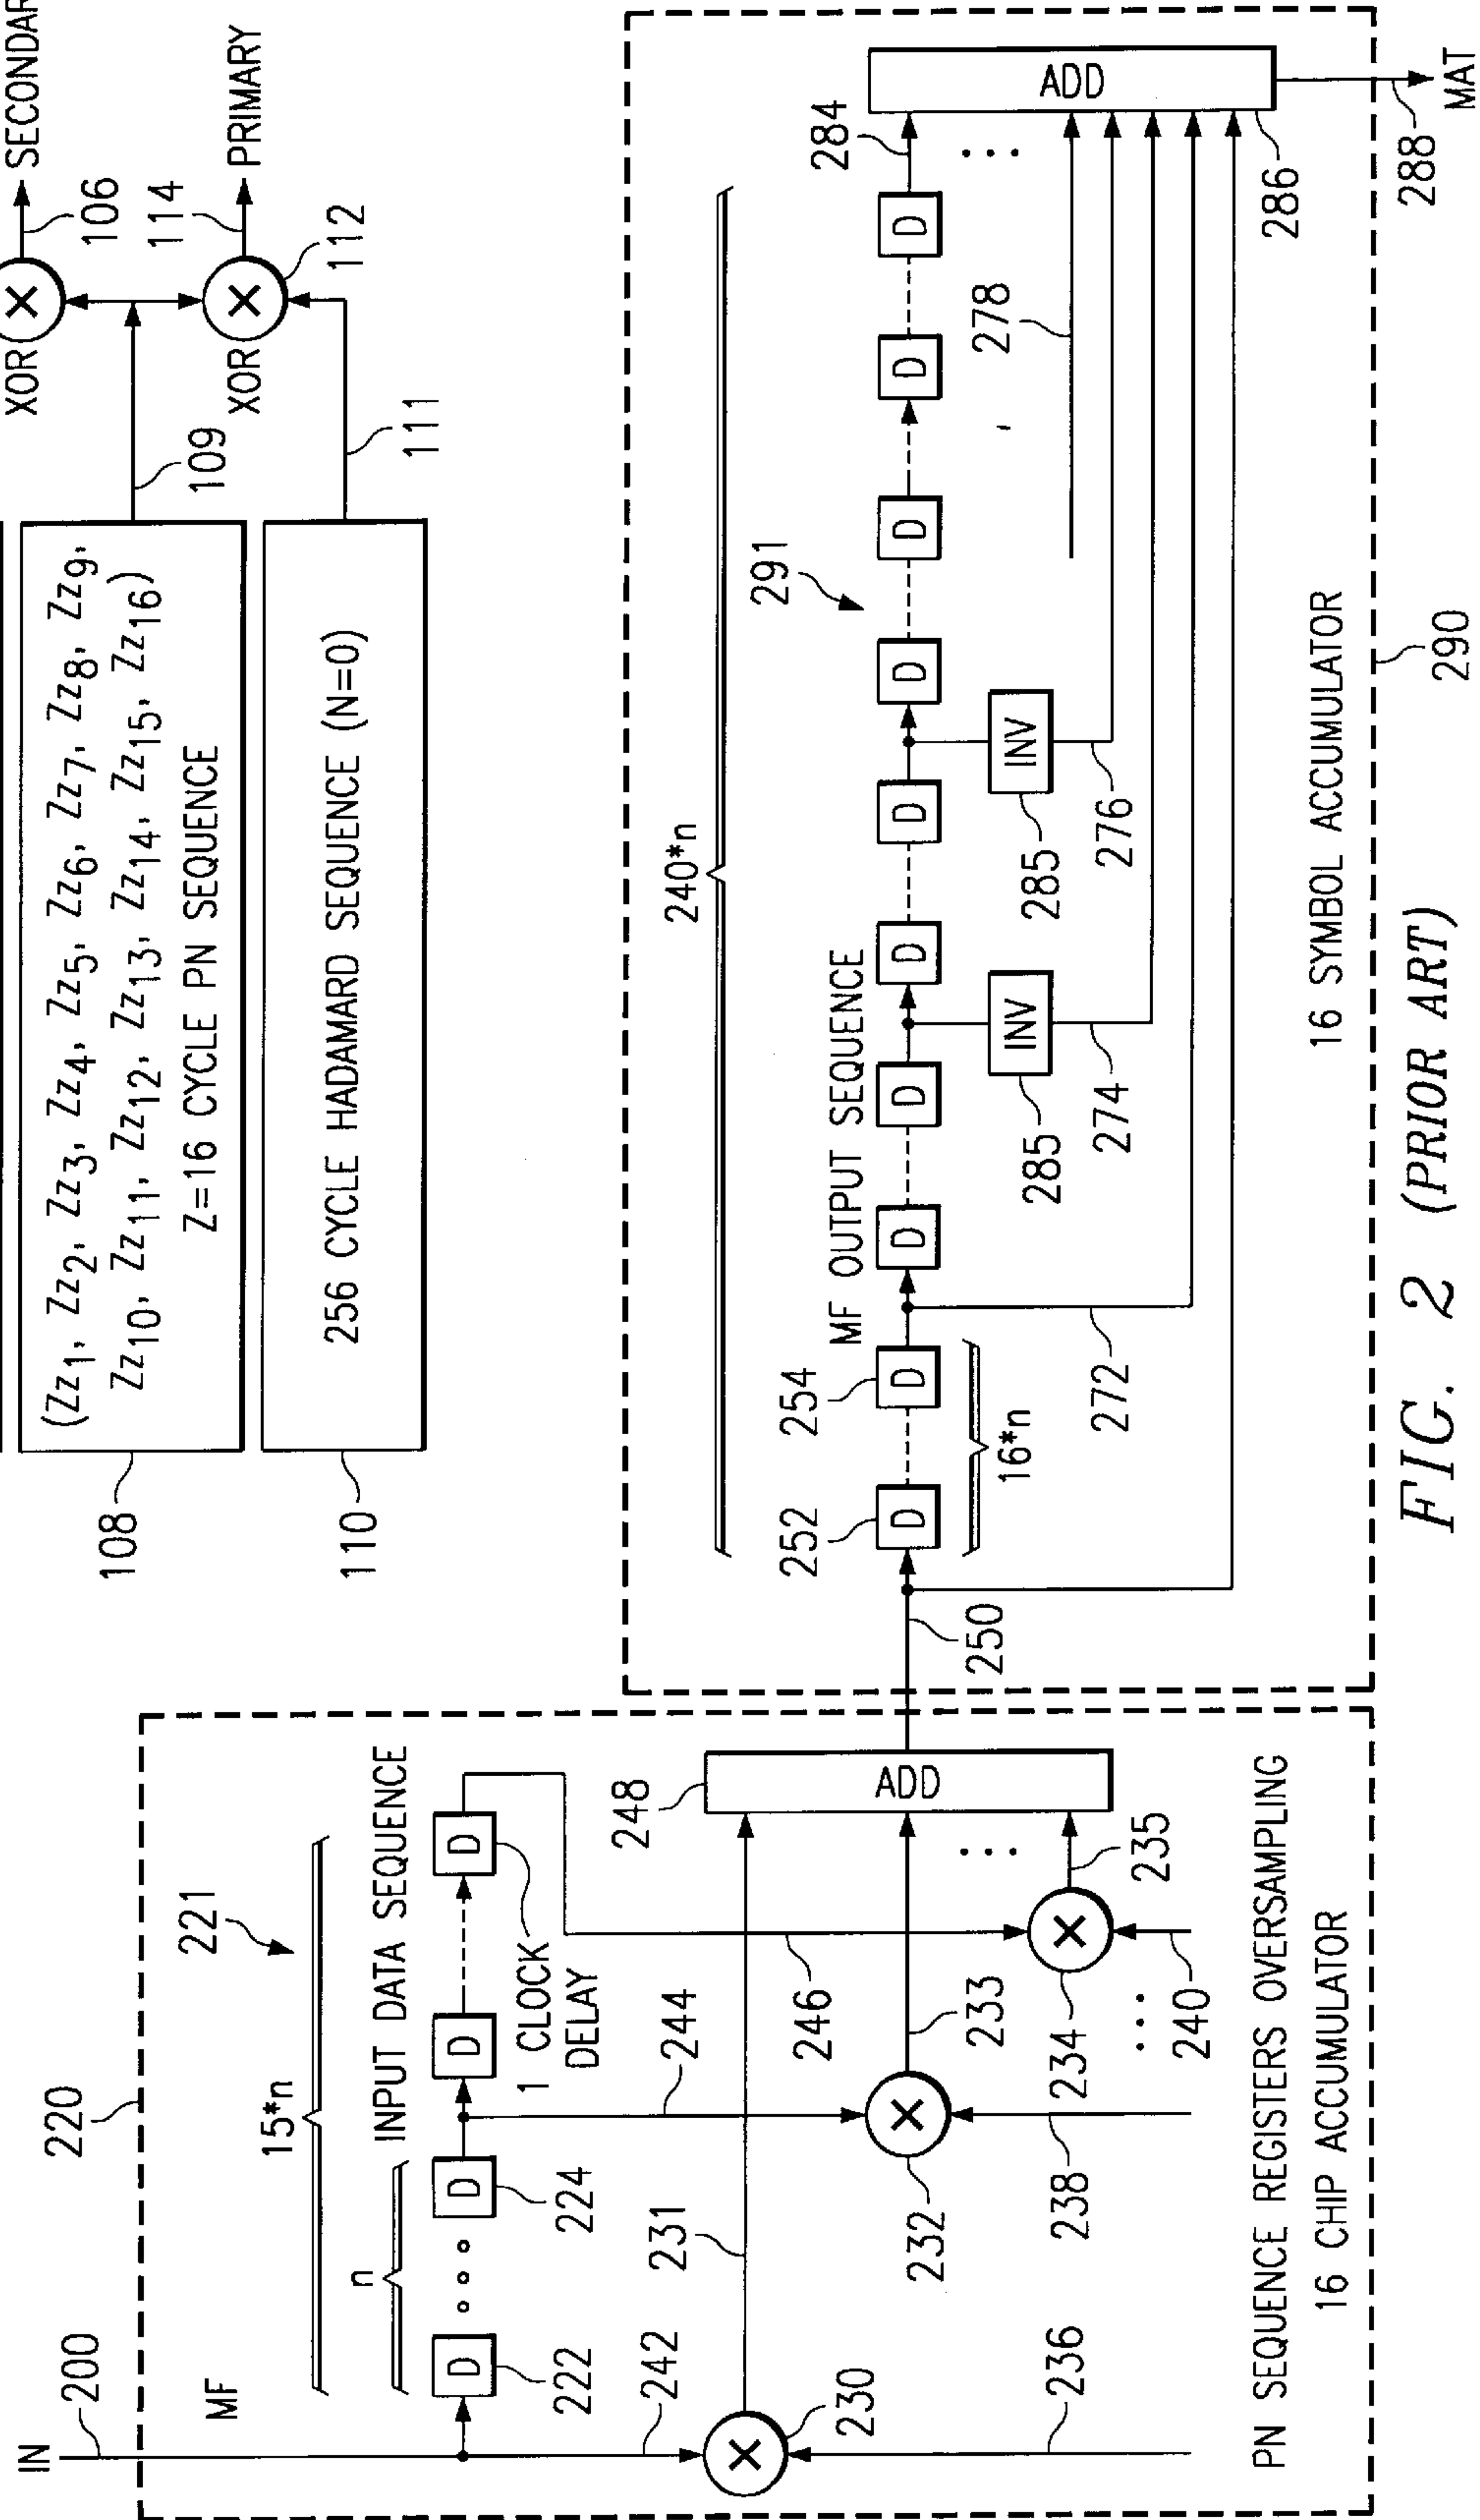 SECONDAR
106
XOR
(Zz1, Zz2, Zz3, Zz4, Zz5, Zz6, Zz7, Zz8, Zz9,
Zz10, Zz11, Zz12, Zz13, Zz14, Zz15, Zz16)
Z=16 CYCLE PN SEQUENCE
108
109
114
PRIMARY
XOR
112
256 CYCLE HADAMARD SEQUENCE (N=0)
110
111
IN
200
220
MF
221
15*n
n
INPUT DATA SEQUENCE
D
D
D
D
222
224
1 CLOCK
DELAY
242
231
244
246
248
ADD
230
232
233
234
235
236
238
240
PN SEQUENCE REGISTERS OVERSAMPLING
16 CHIP ACCUMULATOR
250
240*n
291
MF OUTPUT SEQUENCE
252
254
D
D
D
D
D
D
D
D
D
D
284
16*n
INV
INV
285
285
272
274
276
278
ADD
286
288
MAT
16 SYMBOL ACCUMULATOR
290
FIG. 2 (PRIOR ART)